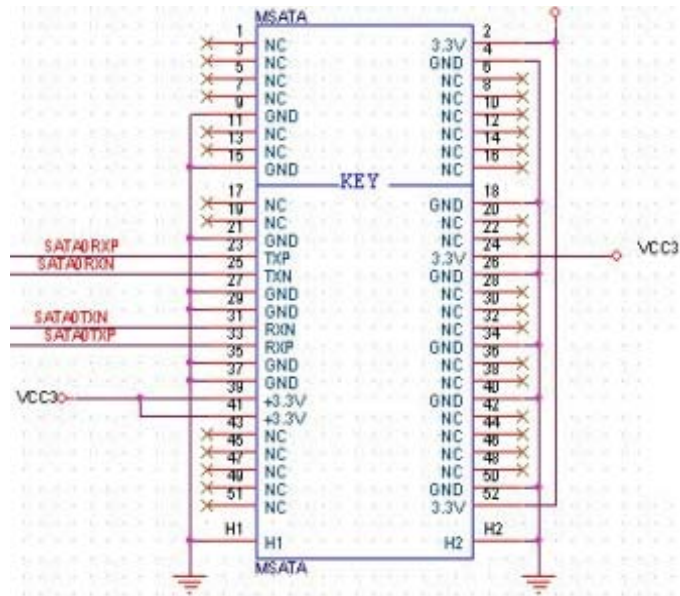 MSATA
1 NC 3.3V 2
3 NC GND 4
5 NC NC 6
7 NC NC 8
9 GND NC 10
11 NC NC 12
13 NC NC 14
15 GND NC 16
KEY
17 NC GND 18
19 NC NC 20
21 GND NC 22
SATA0RXP 23 TXP 3.3V 24 VCC3
SATA0RXN 25 TXN GND 26
27 GND NC 28
29 GND NC 30
SATA0TXN 31 RXN NC 32
SATA0TXP 33 RXP GND 34
35 GND NC 36
37 GND NC 38
VCC3 39 +3.3V GND 40
41 +3.3V NC 42
43 NC NC 44
45 NC NC 46
47 NC NC 48
49 NC GND 50
51 NC 3.3V 52
H1 H1 H2 H2
MSATA